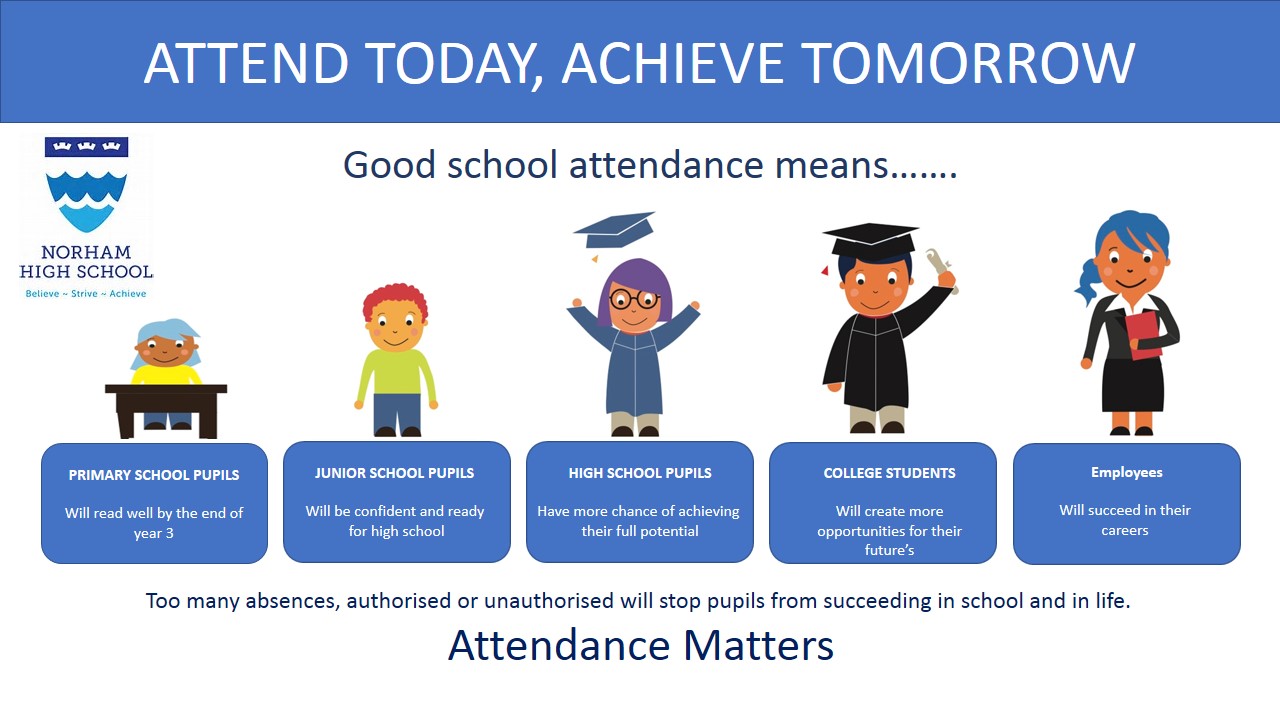 ATTEND TODAY, ACHIEVE TOMORROW
NORHAM
HIGH SCHOOL
Believe ~ Strive ~ Achieve
Good school attendance means…….
PRIMARY SCHOOL PUPILS
Will read well by the end of
year 3
JUNIOR SCHOOL PUPILS
Will be confident and ready
for high school
HIGH SCHOOL PUPILS
Have more chance of achieving
their full potential
COLLEGE STUDENTS
Will create more
opportunities for their
future’s
Employees
Will succeed in their
careers
Too many absences, authorised or unauthorised will stop pupils from succeeding in school and in life.
Attendance Matters